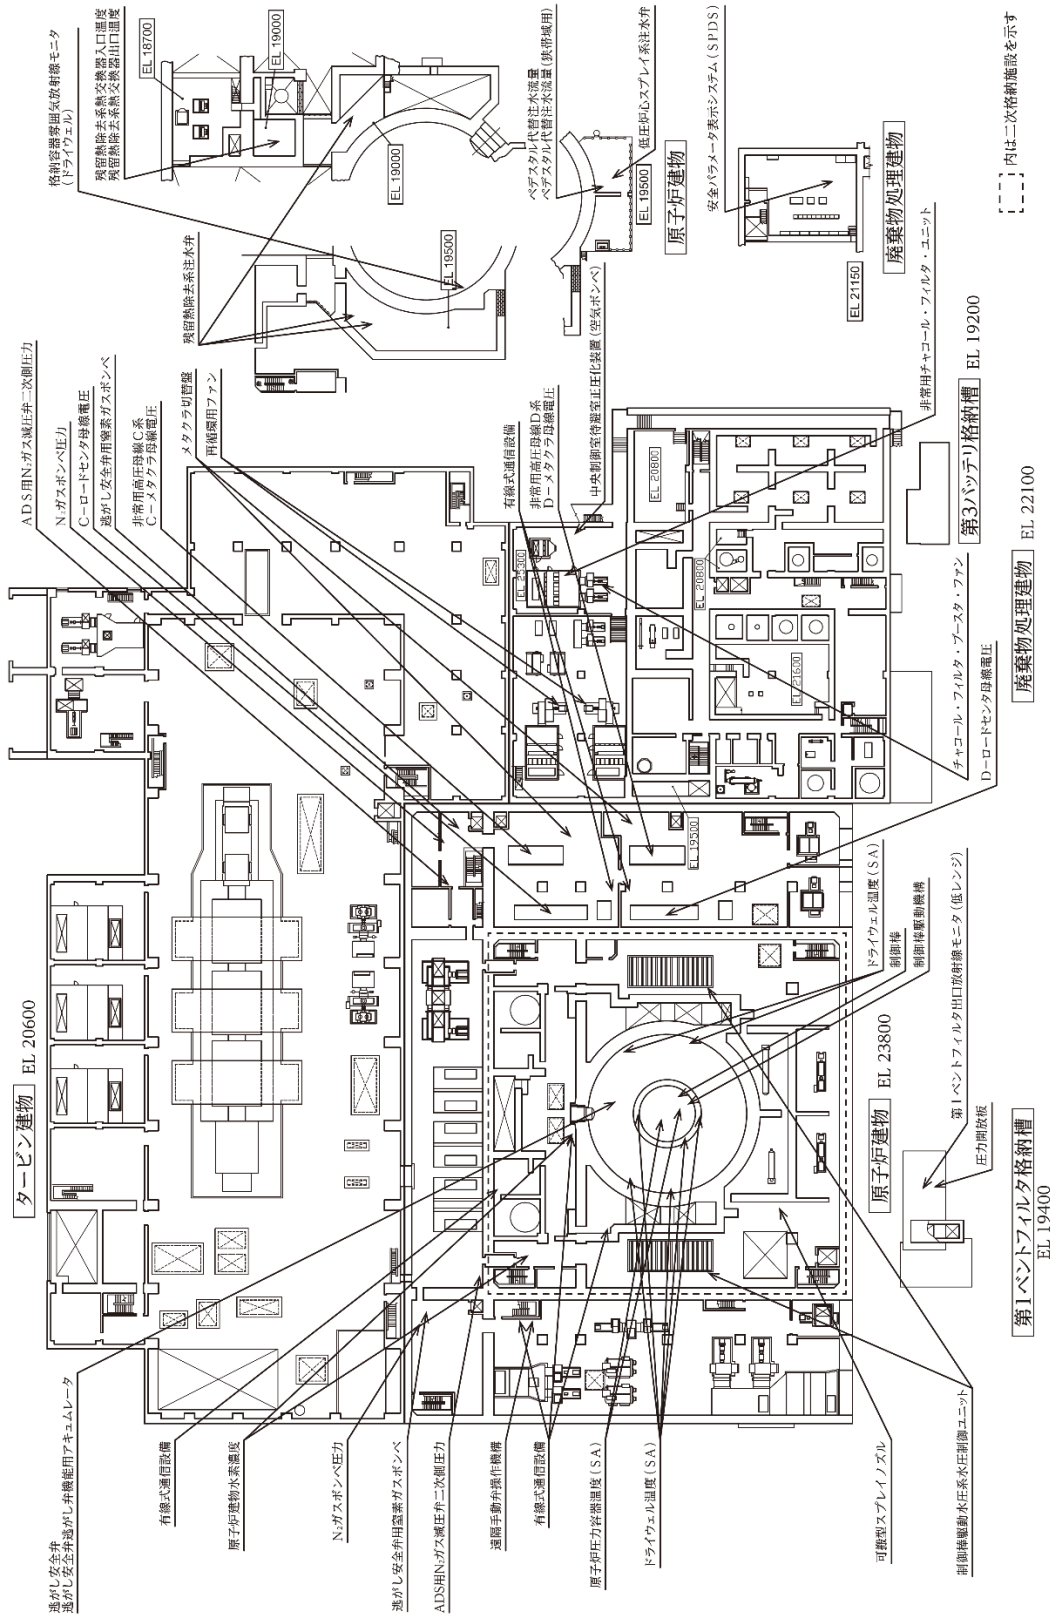 ADS用N₂ガス減圧弁二次側圧力
N₂ガスボンベ圧力
C-ロードセンタ母線電圧
逃がし安全弁用窒素ガスボンベ
非常用高圧母線C系
C-メタクラ母線電圧
メタクラ切替盤
再循環用ファン
残留熱除去系注水弁
格納容器雰囲気放射線モニタ
(ドライウェル)
残留熱除去系熱交換器入口温度
残留熱除去系熱交換器出口温度
EL 18700
EL 19000
EL 19000
EL 19500
ペデスタル代替注水流量
ペデスタル代替注水流量(狭帯域用)
低圧炉心スプレイ系注水弁
EL 19500
原子炉建物
安全パラメータ表示システム(SPDS)
EL 21150
廃棄物処理建物
内は二次格納施設を示す
有線式通信設備
非常用高圧母線D系
D-メタクラ母線電圧
中央制御室待避室正圧化装置(空気ボンベ)
非常用チャコール・フィルタ・ユニット
EL 25300
EL 20800
EL 20800
EL 21600
EL 19500
第3バッテリ格納槽 EL 19200
廃棄物処理建物 EL 22100
チャコール・フィルタ・ブースタ・ファン
D-ロードセンタ母線電圧
タービン建物 EL 20600
ドライウェル温度(SA)
制御棒
制御棒駆動機構
原子炉建物 EL 23800
第1ベントフィルタ出口放射線モニタ(低レンジ)
圧力開放板
第1ベントフィルタ格納槽
EL 19400
逃がし安全弁
逃がし安全弁逃がし弁機能用アキュムレータ
有線式通信設備
原子炉建物水素濃度
N₂ガスボンベ圧力
逃がし安全弁用窒素ガスボンベ
ADS用N₂ガス減圧弁二次側圧力
遠隔手動弁操作機構
有線式通信設備
原子炉圧力容器温度(SA)
ドライウェル温度(SA)
可搬型スプレイノズル
制御棒駆動水圧系水圧制御ユニット